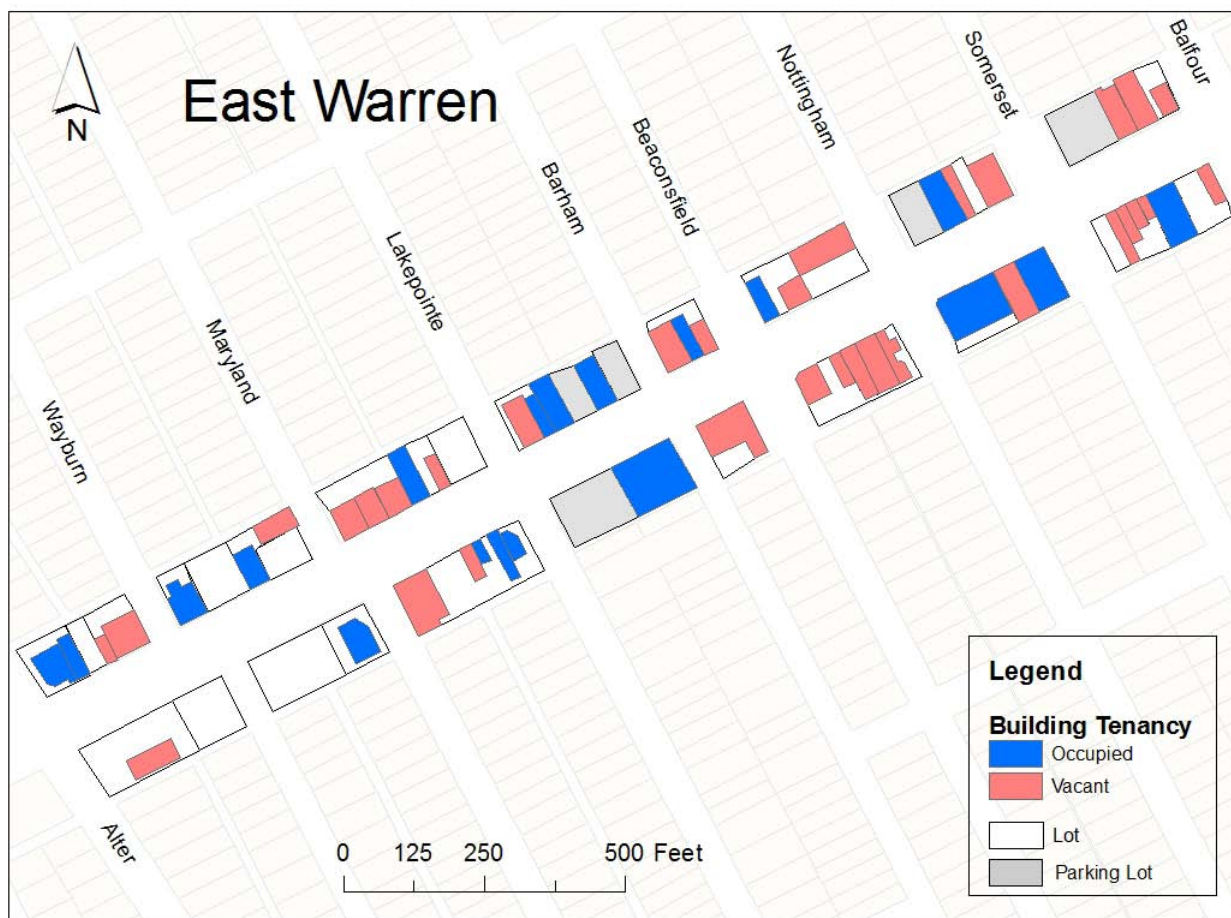 East Warren
N
Wayburn
Maryland
Lakepointe
Barham
Beaconsfield
Nottingham
Somerset
Balfour
Alter
0 125 250 500 Feet
Legend
Building Tenancy
Occupied
Vacant
Lot
Parking Lot